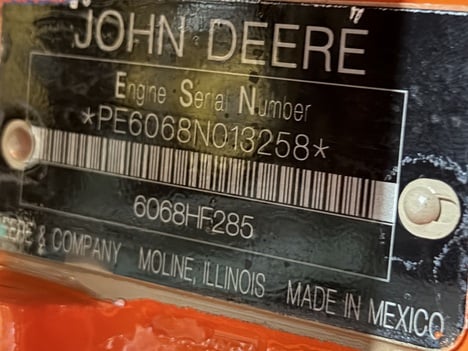 JOHN DEERE
Engine Serial Number
*PE6068N013258*
6068HF285
DEERE & COMPANY MOLINE, ILLINOIS MADE IN MEXICO